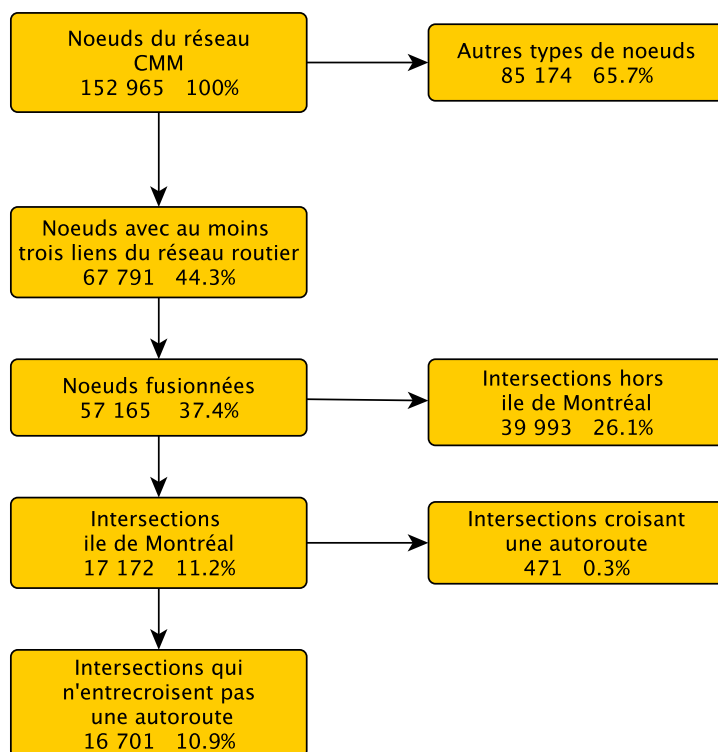 Noeuds du réseau
CMM
152 965 100%
Autres types de noeuds
85 174 65.7%
Noeuds avec au moins
trois liens du réseau routier
67 791 44.3%
Noeuds fusionnées
57 165 37.4%
Intersections hors
ile de Montréal
39 993 26.1%
Intersections
ile de Montréal
17 172 11.2%
Intersections croisant
une autoroute
471 0.3%
Intersections qui
n'entrecroisent pas
une autoroute
16 701 10.9%